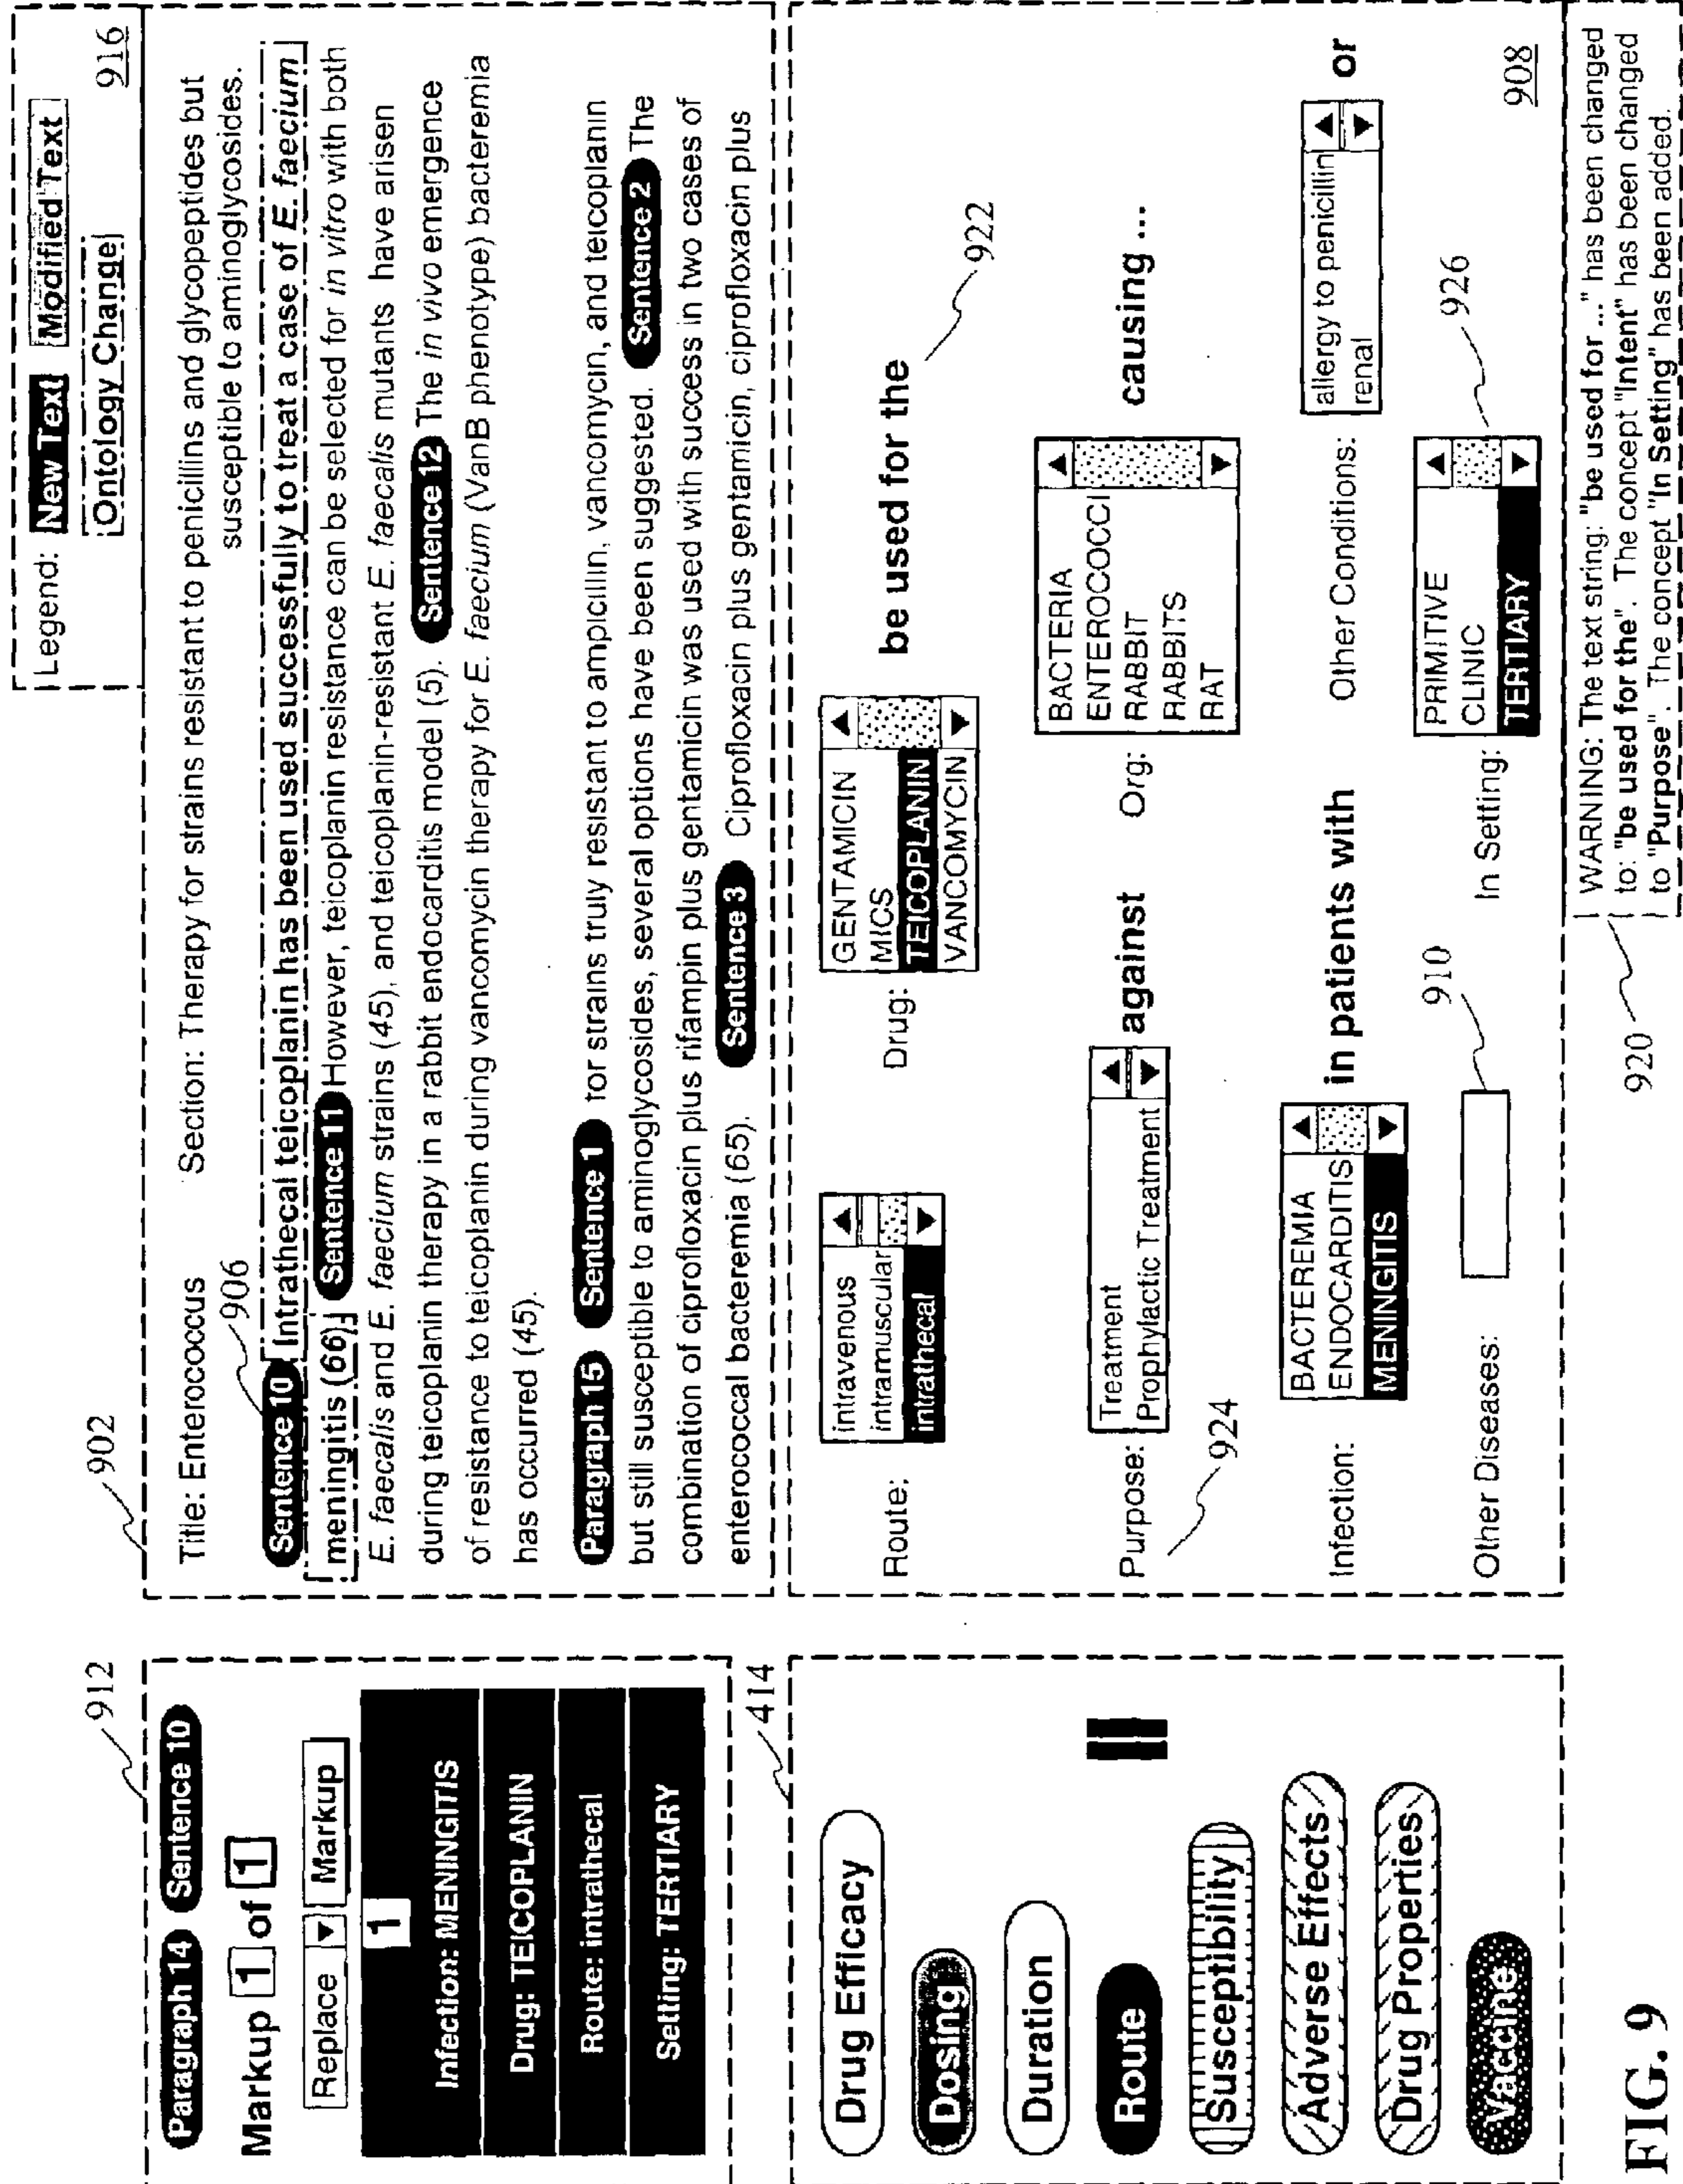 Legend: New Text Modified Text
Ontology Change
916
912
Paragraph 14 Sentence 10
Markup 1 of 1
Replace ▼ Markup
1
Infection: MENINGITIS
Drug: TEICOPLANIN
Route: intrathecal
Setting: TERTIARY
902
Title: Enterococcus Section: Therapy for strains resistant to penicillins and glycopeptides but
susceptible to aminoglycosides.
906
Sentence 10 Intrathecal teicoplanin has been used successfully to treat a case of E. faecium
meningitis (66) Sentence 11 However, teicoplanin resistance can be selected for in vitro with both
E. faecalis and E. faecium strains (45), and teicoplanin-resistant E. faecalis mutants have arisen
during teicoplanin therapy in a rabbit endocarditis model (5). Sentence 12 The in vivo emergence
of resistance to teicoplanin during vancomycin therapy for E. faecium (VanB phenotype) bacteremia
has occurred (45).
Paragraph 15 Sentence 1 for strains truly resistant to ampicillin, vancomycin, and teicoplanin
but still susceptible to aminoglycosides, several options have been suggested. Sentence 2 The
combination of ciprofloxacin plus rifampin plus gentamicin was used with success in two cases of
enterococcal bacteremia (65). Sentence 3 Ciprofloxacin plus gentamicin, ciprofloxacin plus
414
Drug Efficacy
Dosing
Duration
Route
Susceptibility
Adverse Effects
Drug Properties
Vaccine
Route:
intravenous
intramuscular
intrathecal
Drug:
GENTAMICIN
MICS
TEICOPLANIN
VANCOMYCIN
be used for the
922
Purpose:
Treatment
Prophylactic Treatment
924
against
Org:
BACTERIA
ENTEROCOCCI
RABBIT
RABBITS
RAT
causing ...
Infection:
BACTEREMIA
ENDOCARDITIS
MENINGITIS
in patients with
Other Conditions:
allergy to penicillin
renal
or
Other Diseases:
910
In Setting:
PRIMITIVE
CLINIC
TERTIARY
926
908
920
WARNING: The text string: "be used for ..." has been changed
to: "be used for the". The concept "Intent" has been changed
to "Purpose". The concept "In Setting" has been added.
FIG. 9